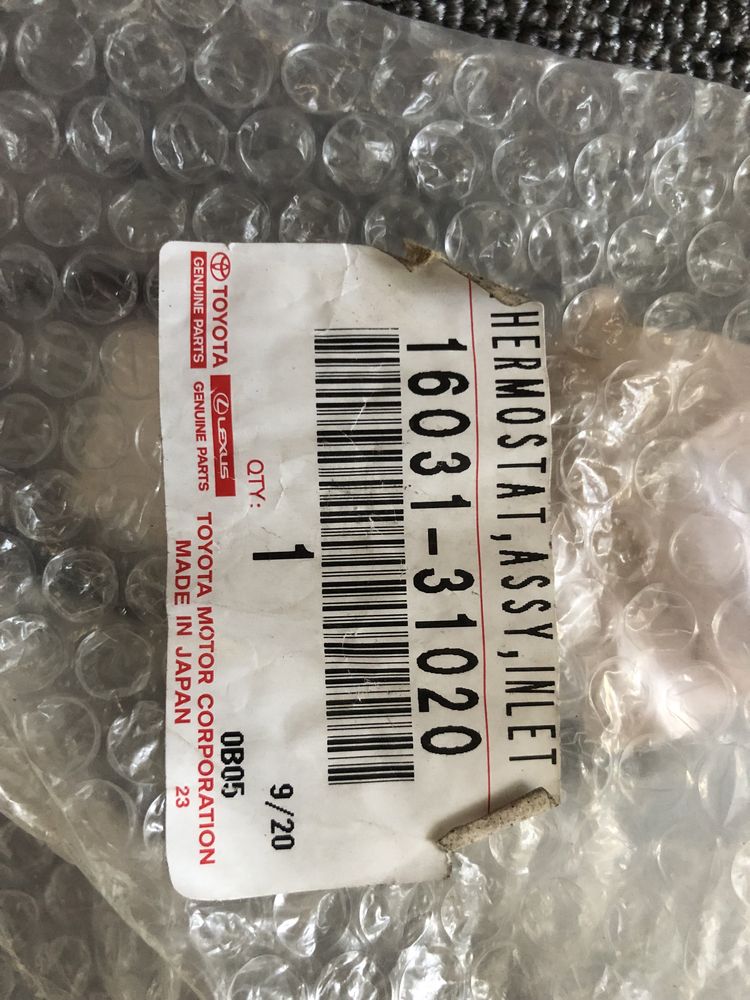 HERMOSTAT,ASSY,INLET
16031-31020
QTY:
1
9/20
0B05
TOYOTA
GENUINE PARTS
LEXUS
GENUINE PARTS
TOYOTA MOTOR CORPORATION
MADE IN JAPAN
23